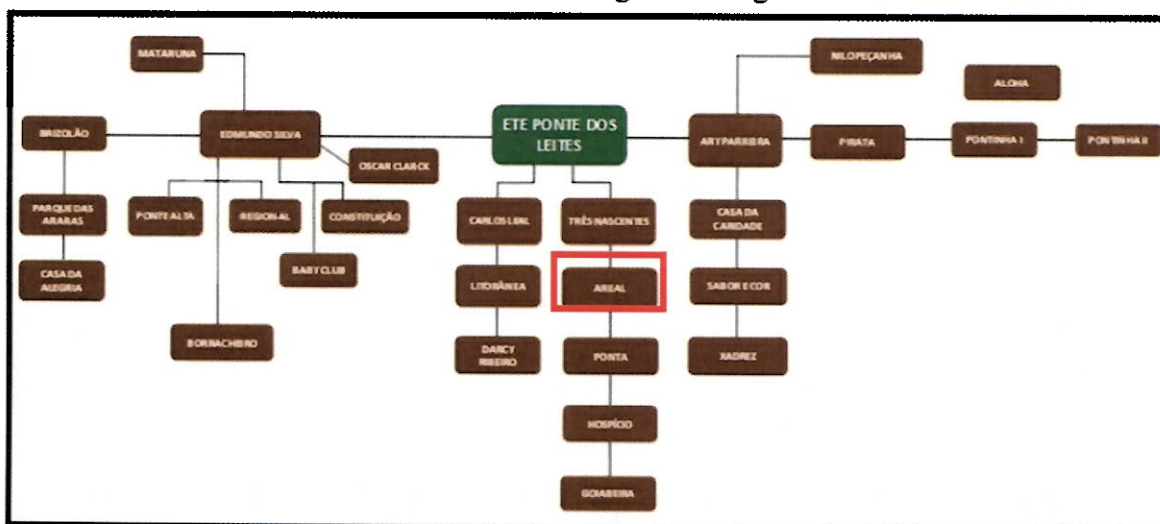 MATARUNA
NILO PEÇANHA
ALOHA
BRIZOLÃO
EDMUNDO SILVA
ETE PONTE DOS
LEITES
ARY PARREIRA
PIRATA
PONTINHA I
PONTINHA II
OSCAR CLARCK
PARQUE DAS
ARARAS
PONTE ALTA
REGIONAL
CONSTITUIÇÃO
CARLOS LEAL
TRÊS NASCENTES
CASA DA
CARIDADE
CASA DA
ALEGRIA
BABY CLUB
LITORÂNEA
AREAL
SABOR E COR
BORRACHEIRO
DARCY
RIBEIRO
PONTA
XADREZ
HOSPÍCIO
GOIABEIRA